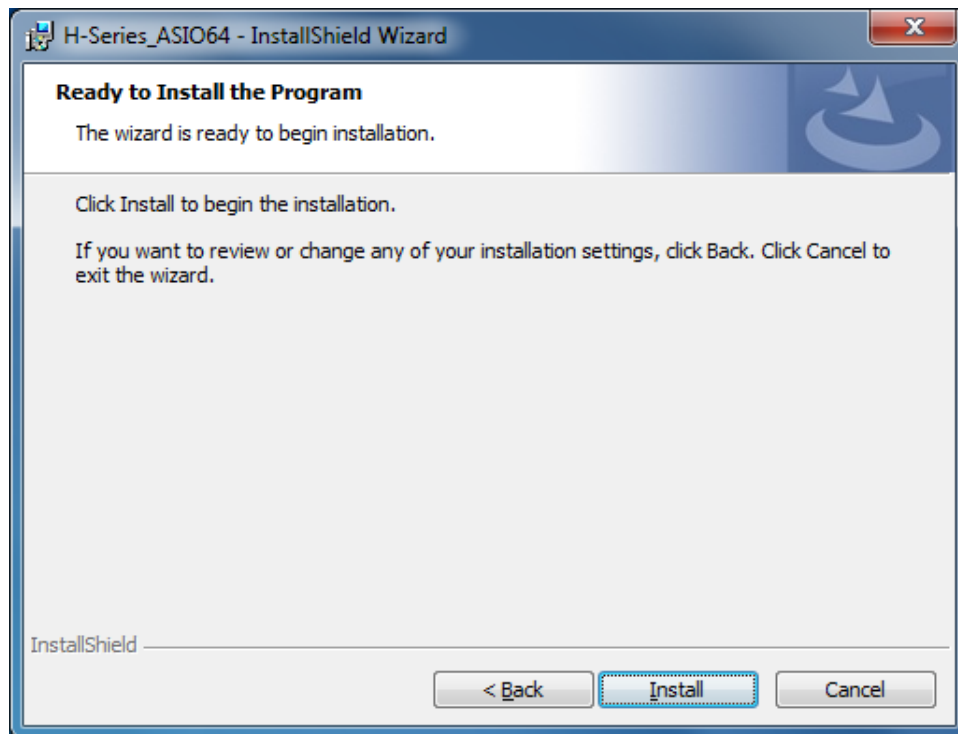 H-Series_ASIO64 - InstallShield Wizard
Ready to Install the Program
The wizard is ready to begin installation.
Click Install to begin the installation.
If you want to review or change any of your installation settings, click Back. Click Cancel to
exit the wizard.
InstallShield
< Back
Install
Cancel